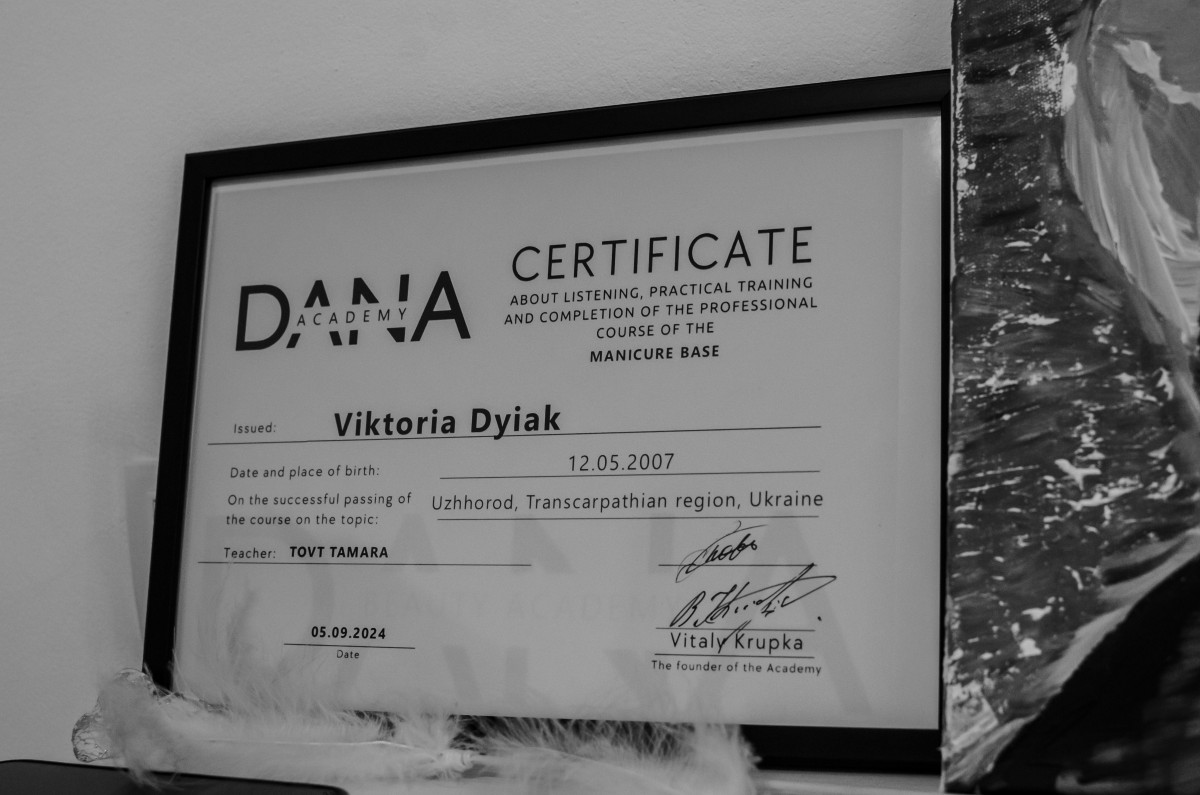 DANA
ACADEMY
CERTIFICATE
ABOUT LISTENING, PRACTICAL TRAINING
AND COMPLETION OF THE PROFESSIONAL
COURSE OF THE
MANICURE BASE
Issued: Viktoria Dyiak
Date and place of birth: 12.05.2007
On the successful passing of
the course on the topic:
Uzhhorod, Transcarpathian region, Ukraine
Teacher: TOVT TAMARA
05.09.2024
Date
Vitaly Krupka
The founder of the Academy